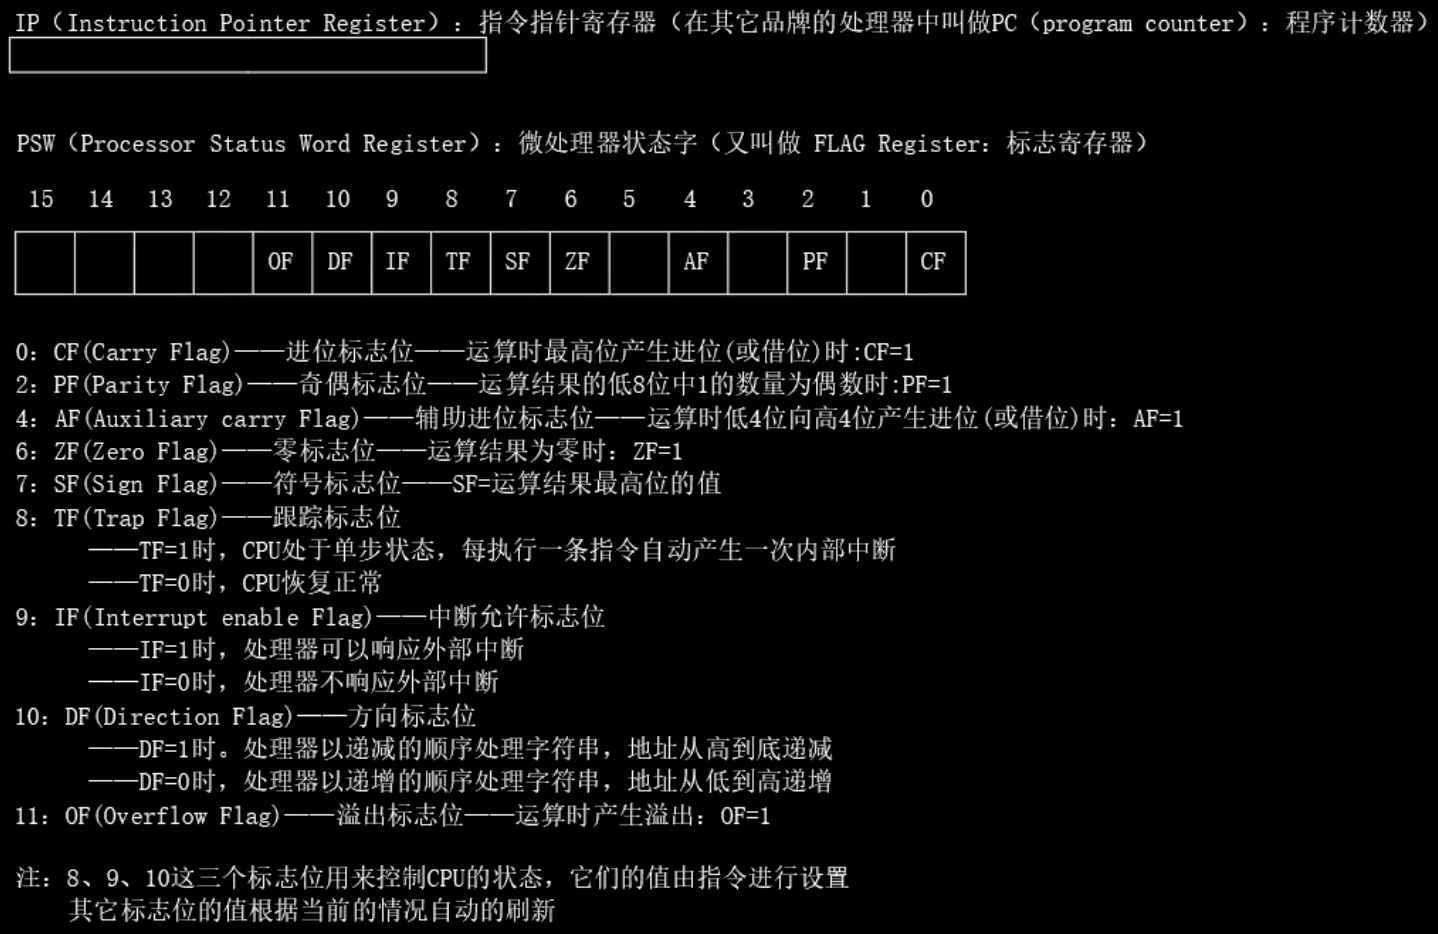 IP（Instruction Pointer Register）：指令指针寄存器（在其它品牌的处理器中叫做PC（program counter）：程序计数器）
PSW（Processor Status Word Register）：微处理器状态字（又叫做 FLAG Register：标志寄存器）
15 14 13 12 11 10 9 8 7 6 5 4 3 2 1 0
OF DF IF TF SF ZF AF PF CF
0：CF(Carry Flag)——进位标志位——运算时最高位产生进位(或借位)时:CF=1
2：PF(Parity Flag)——奇偶标志位——运算结果的低8位中1的数量为偶数时:PF=1
4：AF(Auxiliary carry Flag)——辅助进位标志位——运算时低4位向高4位产生进位(或借位)时：AF=1
6：ZF(Zero Flag)——零标志位——运算结果为零时：ZF=1
7：SF(Sign Flag)——符号标志位——SF=运算结果最高位的值
8：TF(Trap Flag)——跟踪标志位
——TF=1时，CPU处于单步状态，每执行一条指令自动产生一次内部中断
——TF=0时，CPU恢复正常
9：IF(Interrupt enable Flag)——中断允许标志位
——IF=1时，处理器可以响应外部中断
——IF=0时，处理器不响应外部中断
10：DF(Direction Flag)——方向标志位
——DF=1时。处理器以递减的顺序处理字符串，地址从高到底递减
——DF=0时，处理器以递增的顺序处理字符串，地址从低到高递增
11：OF(Overflow Flag)——溢出标志位——运算时产生溢出：OF=1
注：8、9、10这三个标志位用来控制CPU的状态，它们的值由指令进行设置
其它标志位的值根据当前的情况自动的刷新